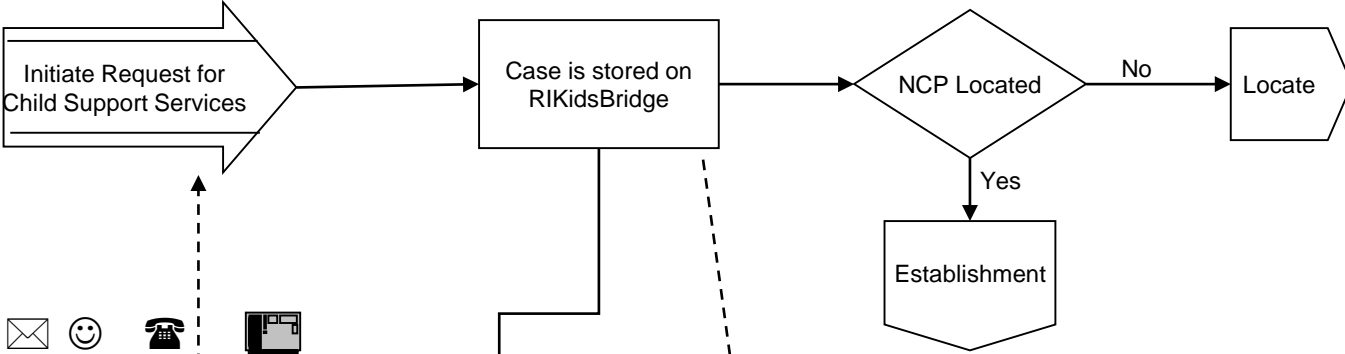 Initiate Request for
Child Support Services
Case is stored on
RIKidsBridge
NCP Located
No
Locate
Yes
Establishment